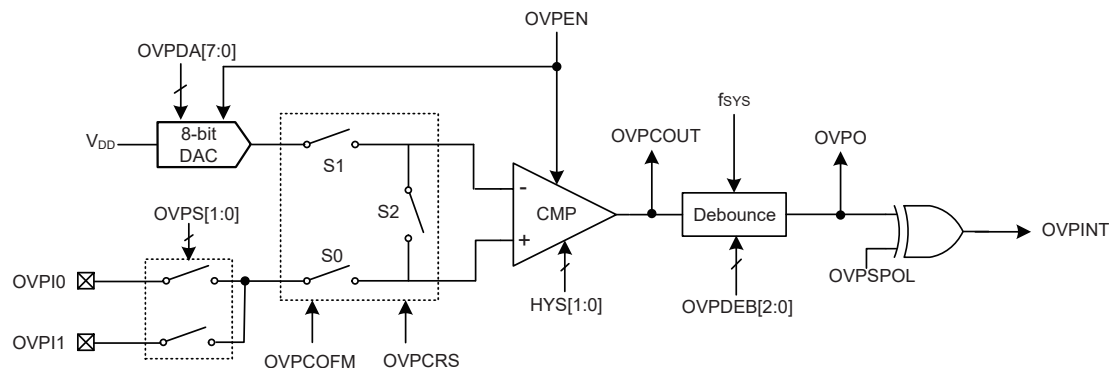 OVPEN
OVPDA[7:0]
fSYS
OVPCOUT
OVPO
8-bit
DAC
VDD
S1
S2
S0
-
+
CMP
Debounce
OVPINT
OVPSPOL
OVPS[1:0]
OVPI0
OVPI1
HYS[1:0]
OVPDEB[2:0]
OVPCOFM
OVPCRS